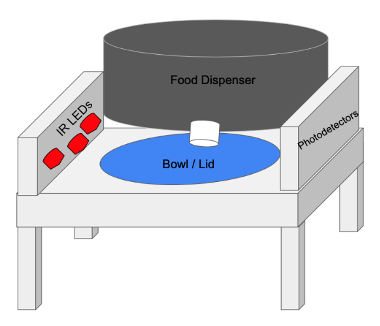 Food Dispenser
IR LEDs
Photodetectors
Bowl / Lid